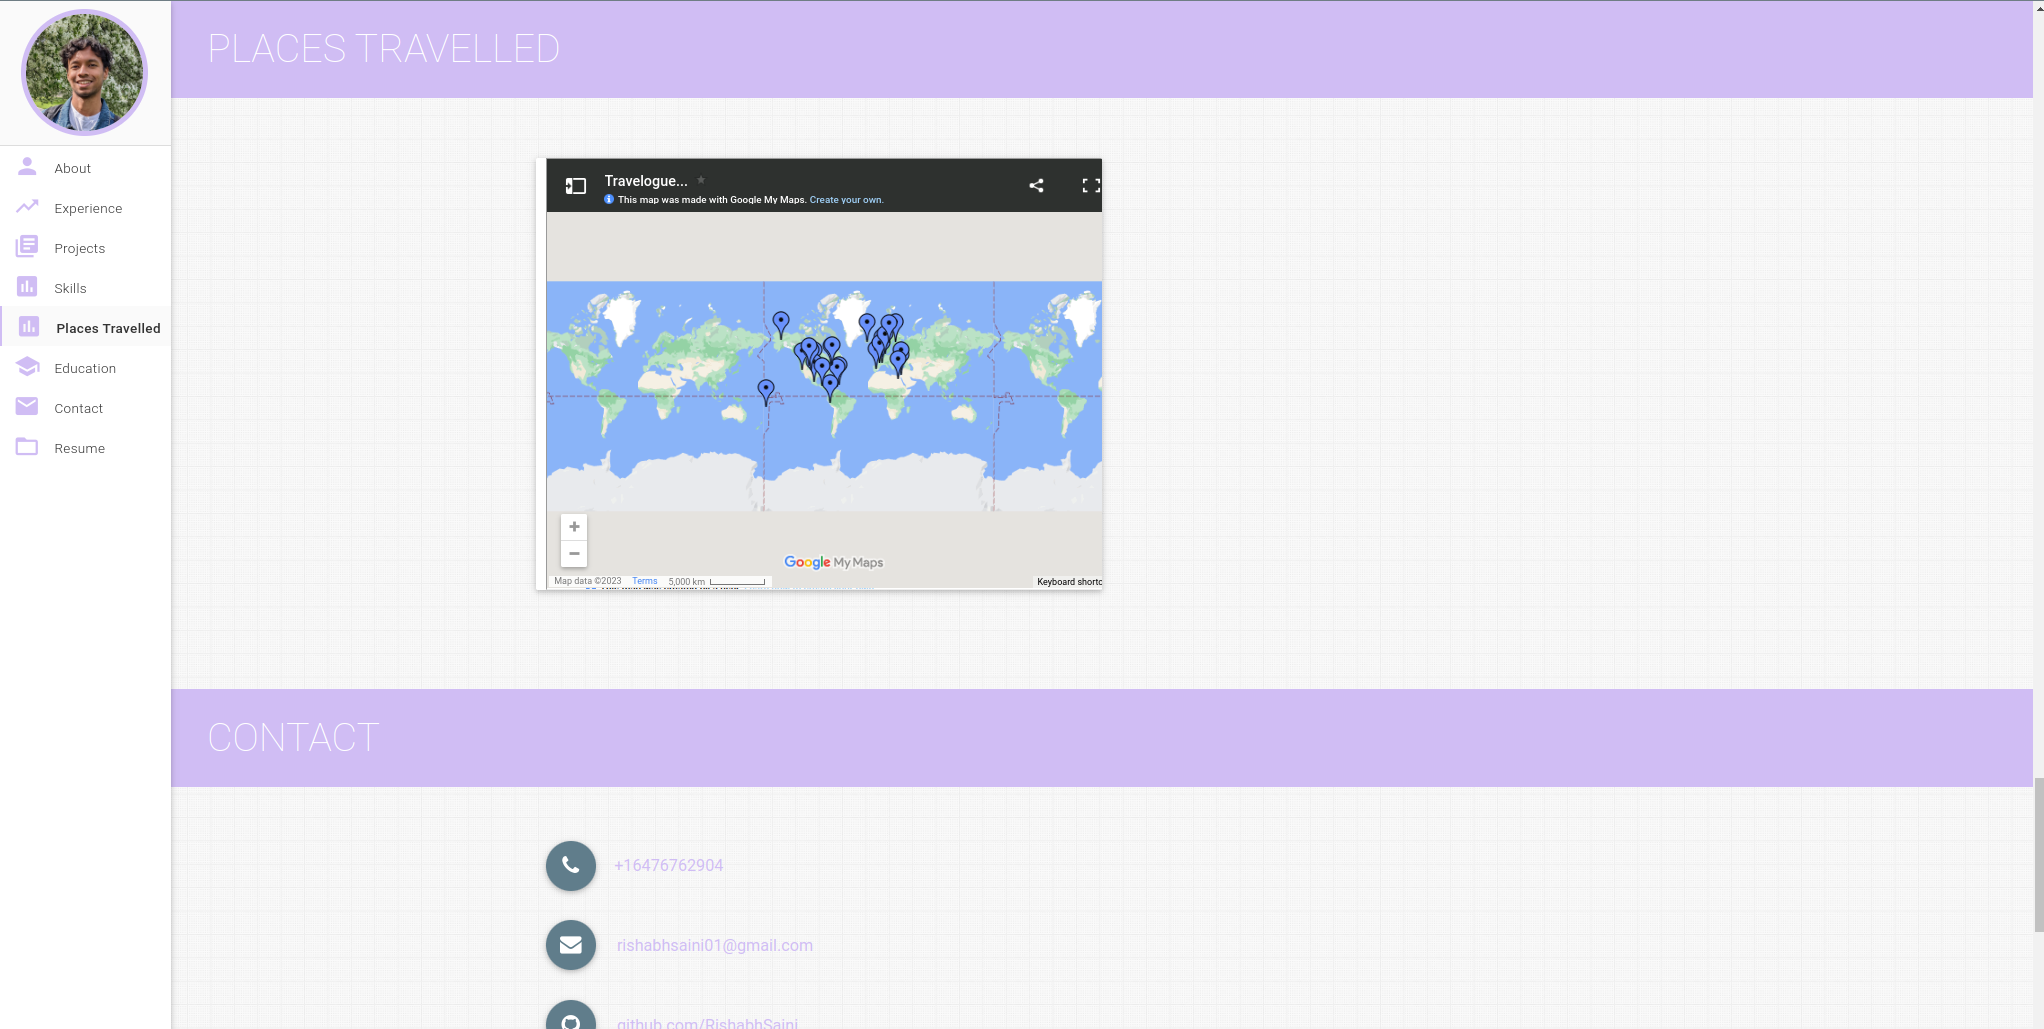 About
Experience
Projects
Skills
Places Travelled
Education
Contact
Resume
PLACES TRAVELLED
Travelogue...
This map was made with Google My Maps. Create your own.
Google My Maps
Map data ©2023 Terms 5,000 km
Keyboard shortc
CONTACT
+16476762904
rishabhsaini01@gmail.com
github.com/RishabhSaini